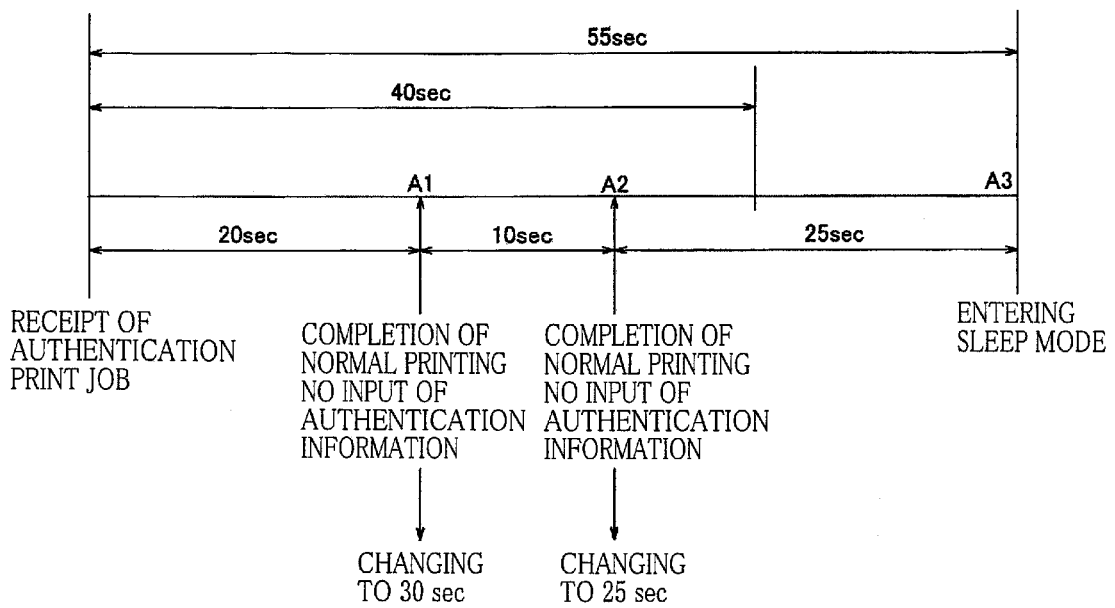 55sec
40sec
A1
A2
A3
20sec
10sec
25sec
RECEIPT OF
AUTHENTICATION
PRINT JOB
COMPLETION OF
NORMAL PRINTING
NO INPUT OF
AUTHENTICATION
INFORMATION
COMPLETION OF
NORMAL PRINTING
NO INPUT OF
AUTHENTICATION
INFORMATION
ENTERING
SLEEP MODE
CHANGING
TO 30 sec
CHANGING
TO 25 sec